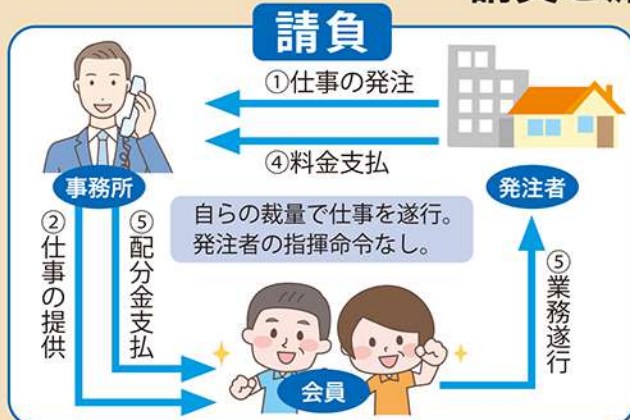 請負
①仕事の発注
④料金支払
事務所
発注者
自らの裁量で仕事を遂行。
発注者の指揮命令なし。
②仕事の提供
⑤配分金支払
⑤業務遂行
会員